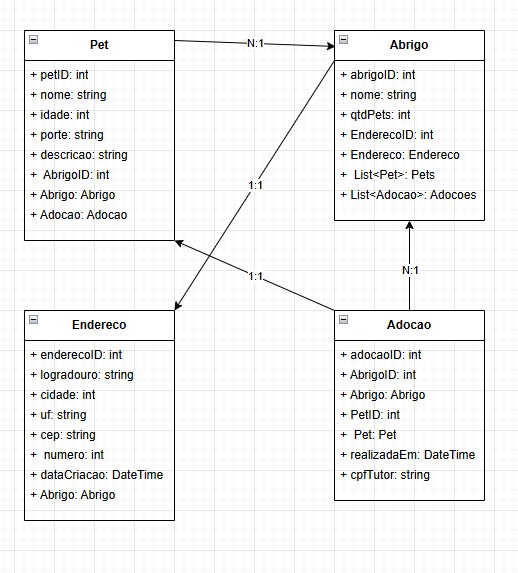 Pet
+ petID: int
+ nome: string
+ idade: int
+ porte: string
+ descricao: string
+ AbrigoID: int
+ Abrigo: Abrigo
+ Adocao: Adocao
N:1
Abrigo
+ abrigoID: int
+ nome: string
+ qtdPets: int
+ EnderecoID: int
+ Endereco: Endereco
+ List<Pet>: Pets
+ List<Adocao>: Adocoes
1:1
1:1
N:1
Endereco
+ enderecoID: int
+ logradouro: string
+ cidade: int
+ uf: string
+ cep: string
+ numero: int
+ dataCriacao: DateTime
+ Abrigo: Abrigo
Adocao
+ adocaoID: int
+ AbrigoID: int
+ Abrigo: Abrigo
+ PetID: int
+ Pet: Pet
+ realizadaEm: DateTime
+ cpfTutor: string